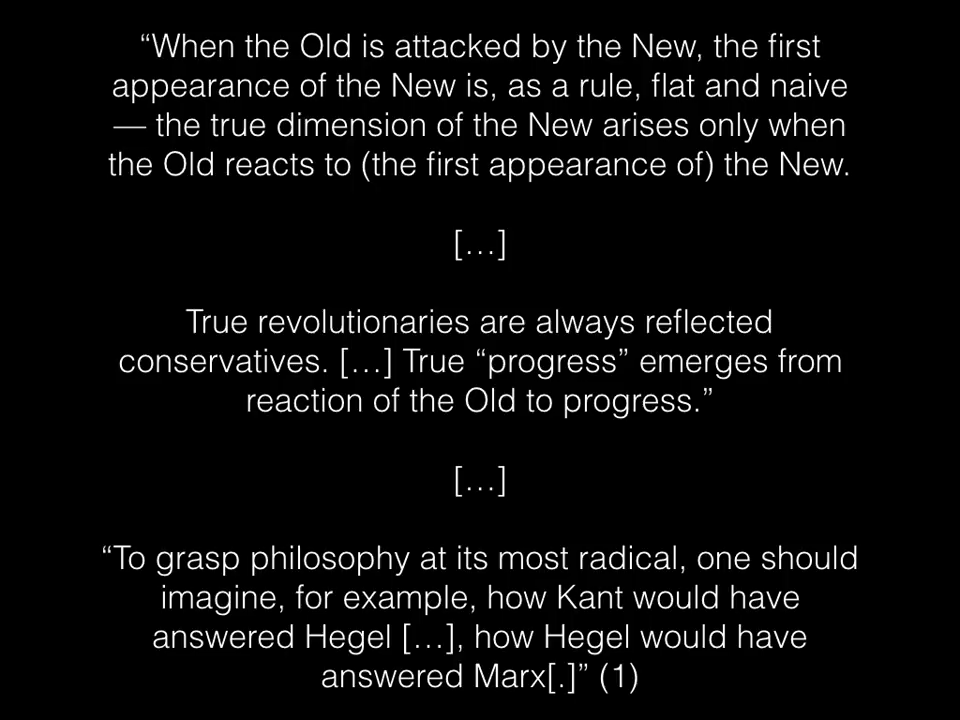 “When the Old is attacked by the New, the first
appearance of the New is, as a rule, flat and naive
— the true dimension of the New arises only when
the Old reacts to (the first appearance of) the New.
[…]
True revolutionaries are always reflected
conservatives. […] True “progress” emerges from
reaction of the Old to progress.”
[…]
“To grasp philosophy at its most radical, one should
imagine, for example, how Kant would have
answered Hegel […], how Hegel would have
answered Marx[.]” (1)